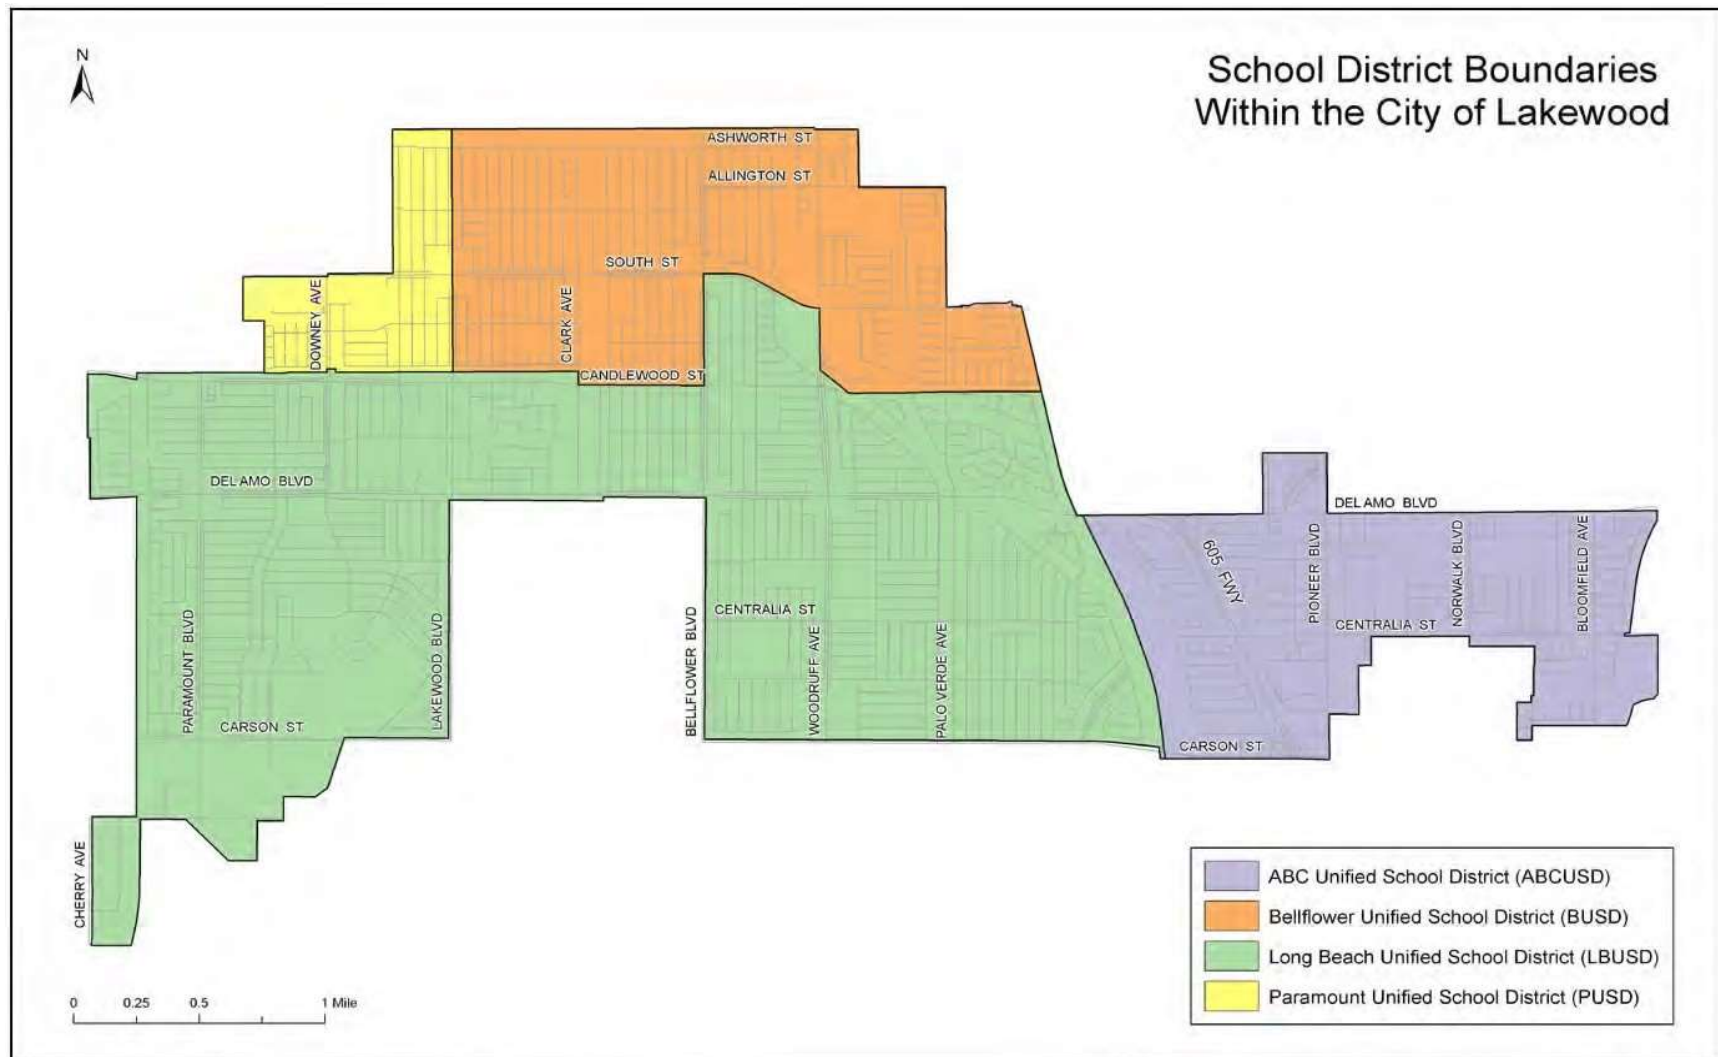 N
School District Boundaries
Within the City of Lakewood
ASHWORTH ST
ALLINGTON ST
SOUTH ST
DOWNEY AVE
CLARK AVE
CANDLEWOOD ST
DEL AMO BLVD
DEL AMO BLVD
605 FWY
PIONEER BLVD
NORWALK BLVD
BLOOMFIELD AVE
PARAMOUNT BLVD
LAKEWOOD BLVD
BELLFLOWER BLVD
CENTRALIA ST
WOODRUFF AVE
PALO VERDE AVE
CENTRALIA ST
CARSON ST
CARSON ST
CHERRY AVE
ABC Unified School District (ABCUSD)
Bellflower Unified School District (BUSD)
Long Beach Unified School District (LBUSD)
Paramount Unified School District (PUSD)
0 0.25 0.5 1 Mile